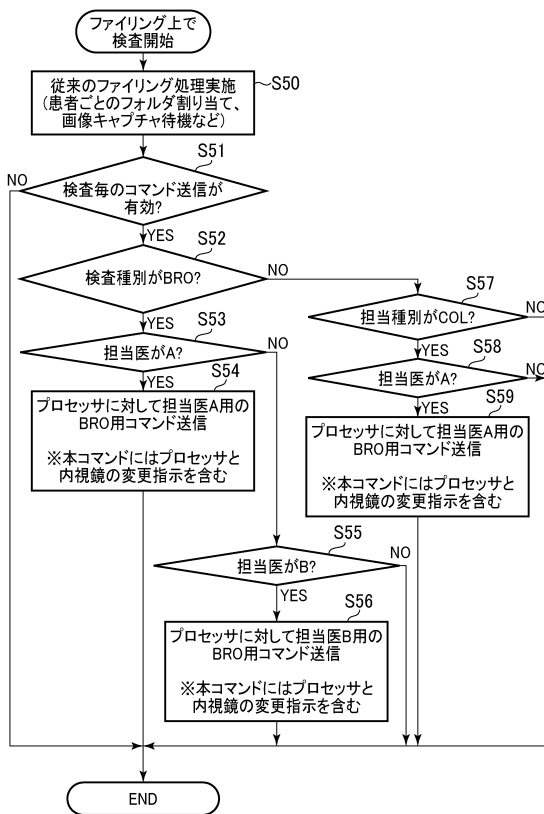 ファイリング上で
検査開始
従来のファイリング処理実施
(患者ごとのフォルダ割り当て、
画像キャプチャ待機など)
S50
S51
NO
検査毎のコマンド送信が
有効?
YES
S52
検査種別がBRO?
NO
YES
S57
担当種別がCOL?
NO
YES
S53
担当医がA?
NO
YES
S58
担当医がA?
NO
YES
S54
プロセッサに対して担当医A用の
BRO用コマンド送信
※本コマンドにはプロセッサと
内視鏡の変更指示を含む
S59
プロセッサに対して担当医A用の
BRO用コマンド送信
※本コマンドにはプロセッサと
内視鏡の変更指示を含む
S55
担当医がB?
NO
YES
S56
プロセッサに対して担当医B用の
BRO用コマンド送信
※本コマンドにはプロセッサと
内視鏡の変更指示を含む
END